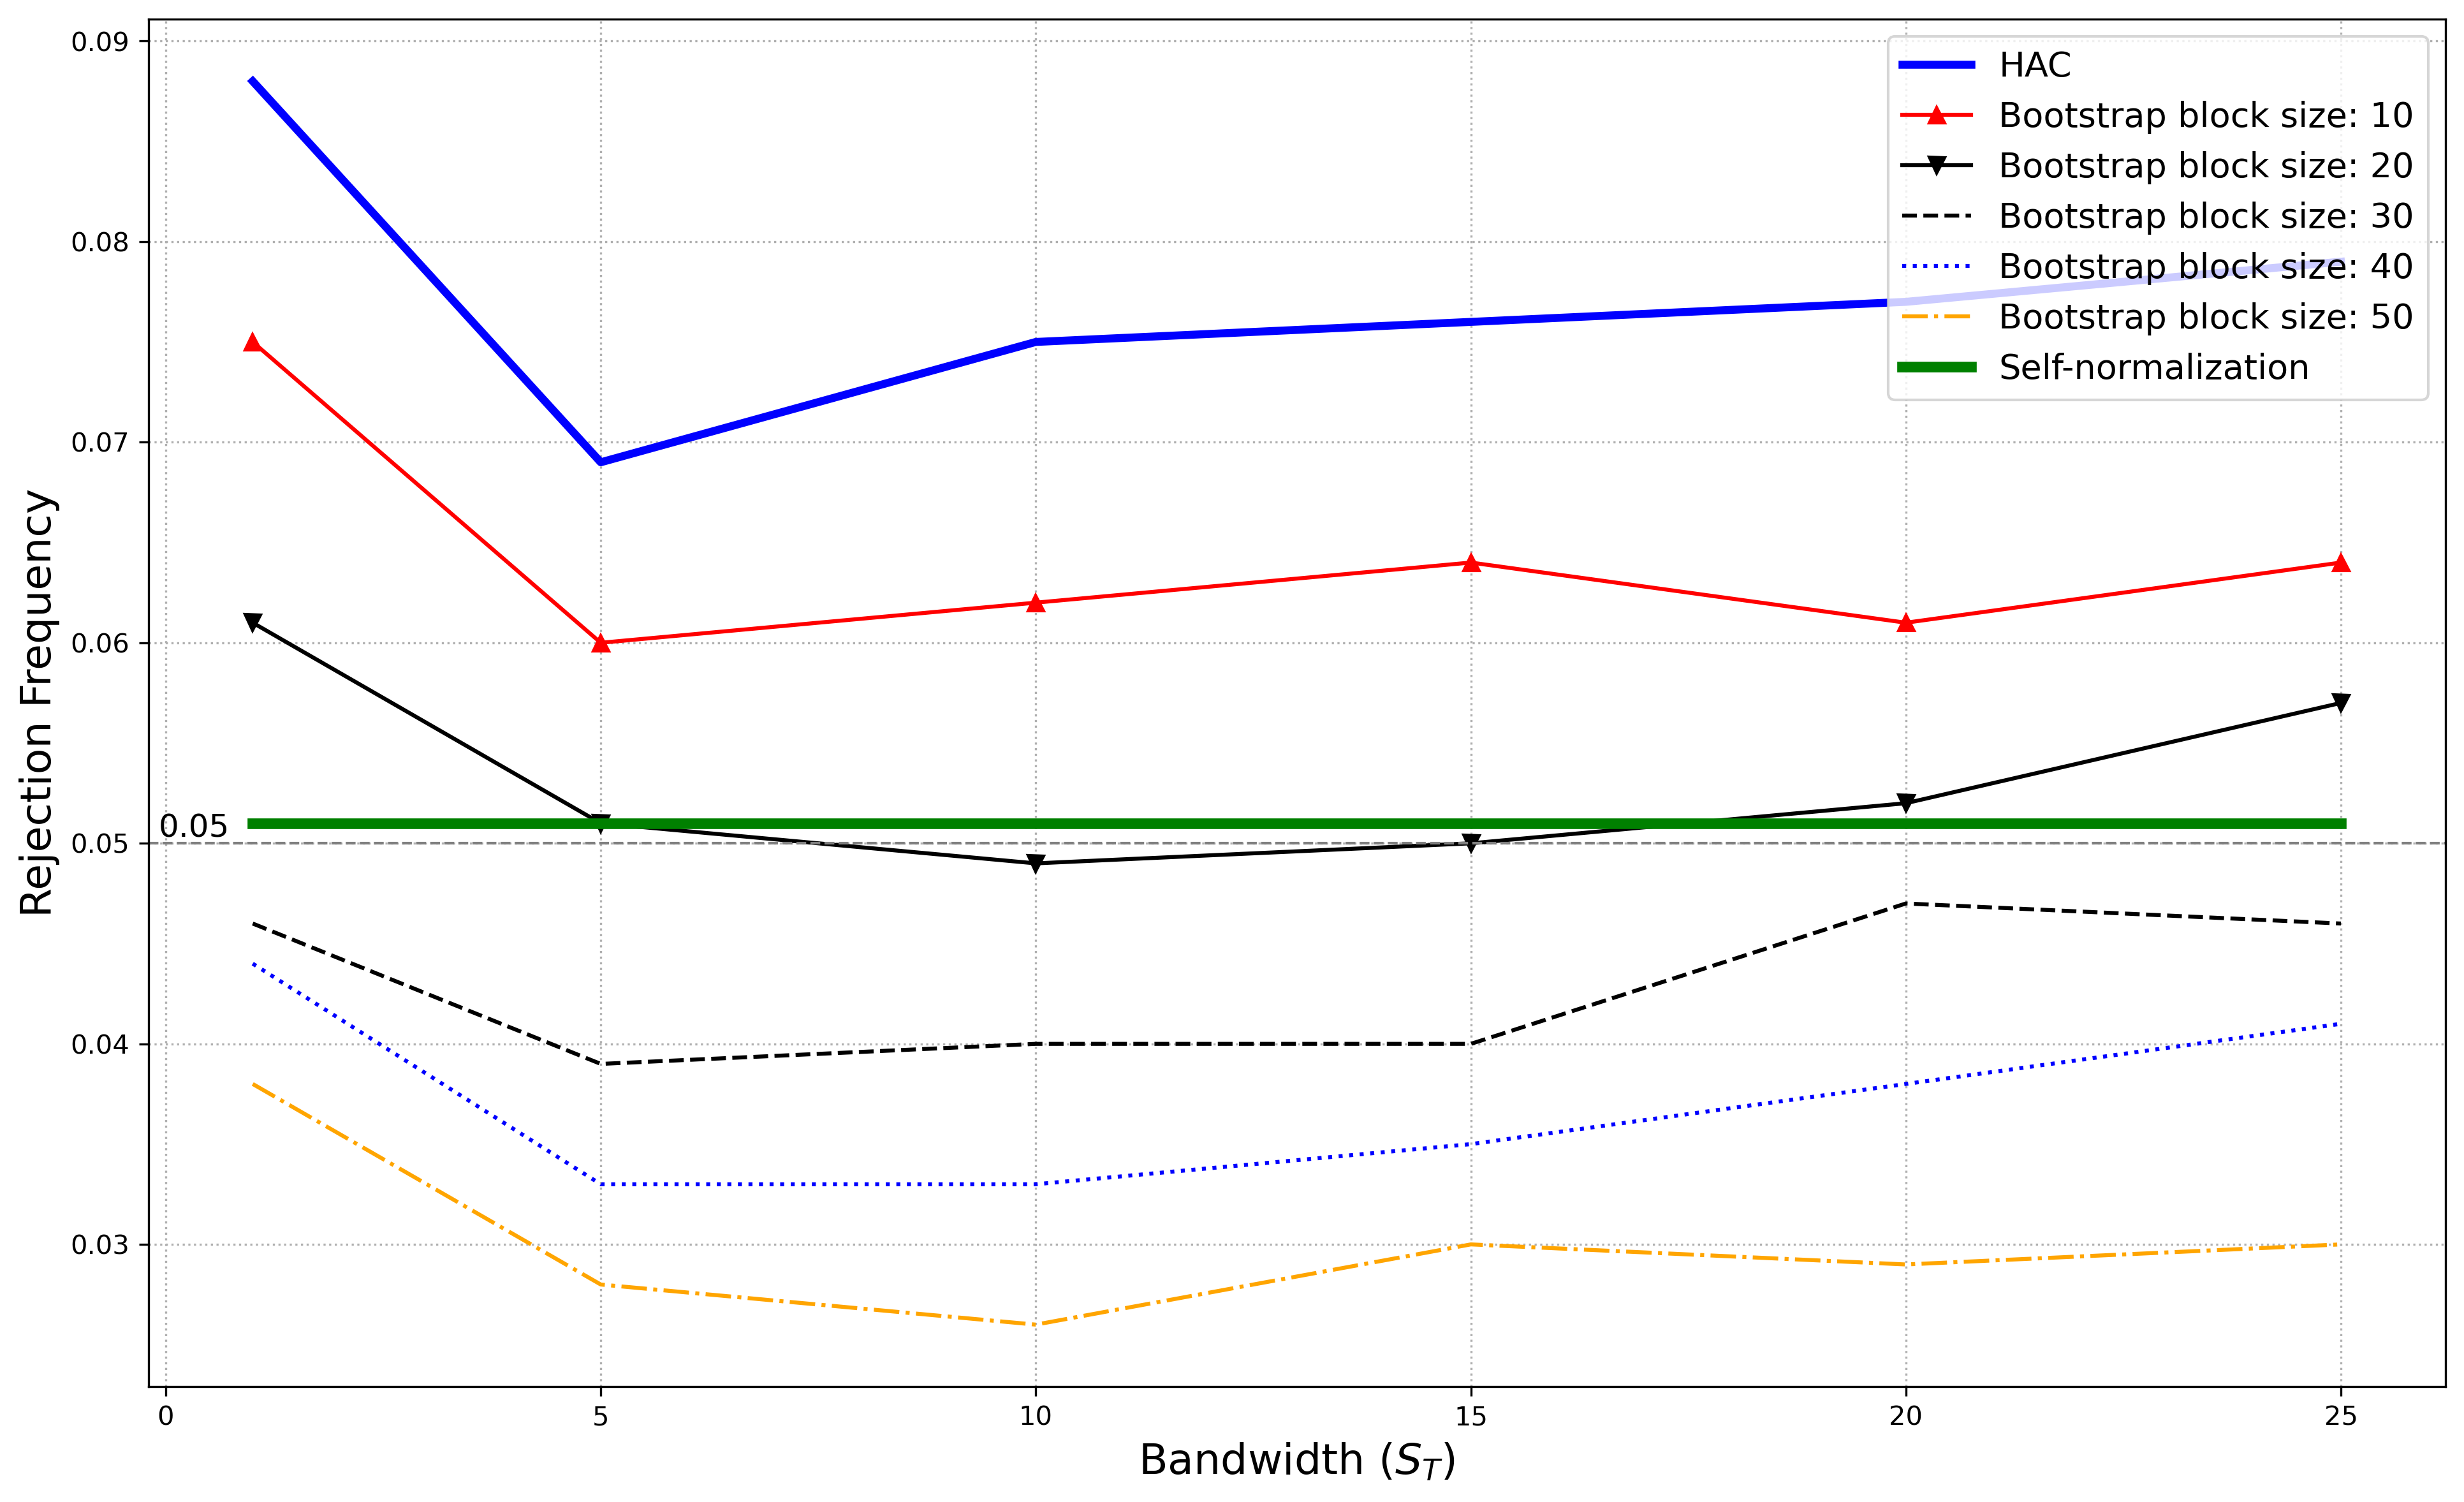 Rejection Frequency
0.09
0.08
0.07
0.06
0.05
0.04
0.03
0.05
HAC
Bootstrap block size: 10
Bootstrap block size: 20
Bootstrap block size: 30
Bootstrap block size: 40
Bootstrap block size: 50
Self-normalization
0 5 10 15 20 25
Bandwidth (S_T)